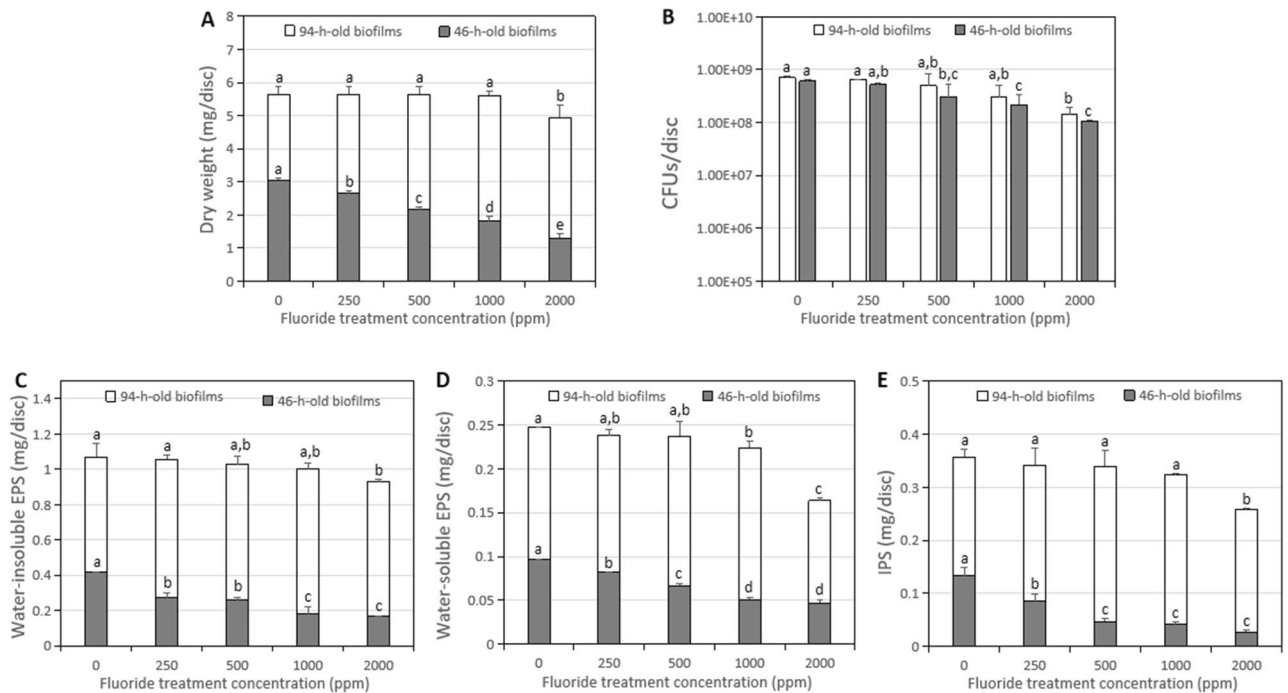 A
94-h-old biofilms 46-h-old biofilms
Dry weight (mg/disc)
8
7
6
5
4
3
2
1
0
a a a a b
a b c d e
0 250 500 1000 2000
Fluoride treatment concentration (ppm)
B
94-h-old biofilms 46-h-old biofilms
CFUs/disc
1.00E+10
1.00E+09
1.00E+08
1.00E+07
1.00E+06
1.00E+05
a a a a,b a,b b,c a,b c b c
0 250 500 1000 2000
Fluoride treatment concentration (ppm)
C
94-h-old biofilms 46-h-old biofilms
Water-insoluble EPS (mg/disc)
1.4
1.2
1
0.8
0.6
0.4
0.2
0
a a a,b a,b b
a b b c c
0 250 500 1000 2000
Fluoride treatment concentration (ppm)
D
94-h-old biofilms 46-h-old biofilms
Water-soluble EPS (mg/disc)
0.3
0.25
0.2
0.15
0.1
0.05
0
a a,b a,b b c
a b c d d
0 250 500 1000 2000
Fluoride treatment concentration (ppm)
E
94-h-old biofilms 46-h-old biofilms
IPS (mg/disc)
0.5
0.4
0.3
0.2
0.1
0
a a a a b
a b c c c
0 250 500 1000 2000
Fluoride treatment concentration (ppm)